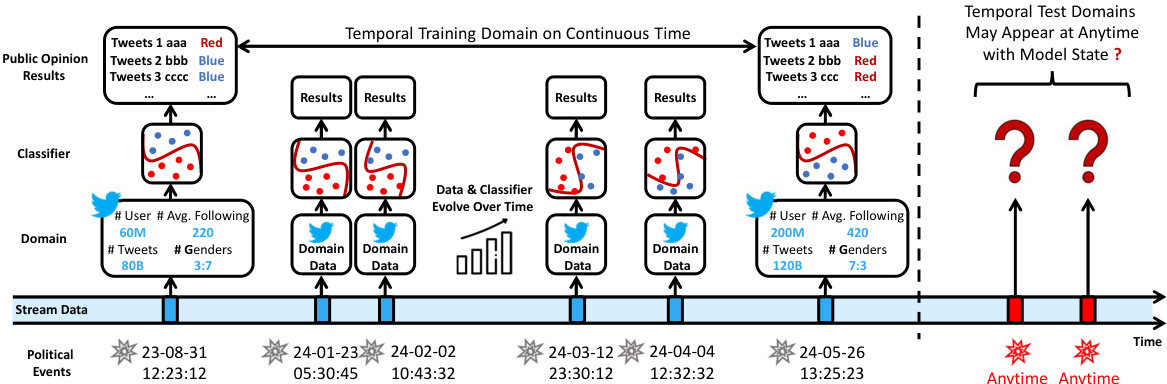 Temporal Test Domains
May Appear at Anytime
with Model State ?
Temporal Training Domain on Continuous Time
Public Opinion
Results
Tweets 1 aaa Red
Tweets 2 bbb Blue
Tweets 3 cccc Blue
... ...
Tweets 1 aaa Blue
Tweets 2 bbb Red
Tweets 3 ccc Red
... ...
Results
Results
Results
Results
Classifier
? ?
Data & Classifier
Evolve Over Time
Domain
# User # Avg. Following
60M 220
# Tweets # Genders
80B 3:7
Domain
Data
Domain
Data
Domain
Data
Domain
Data
# User # Avg. Following
200M 420
# Tweets # Genders
120B 7:3
Stream Data
Time
Political
Events
23-08-31
12:23:12
24-01-23
05:30:45
24-02-02
10:43:32
24-03-12
23:30:12
24-04-04
12:32:32
24-05-26
13:25:23
Anytime
Anytime